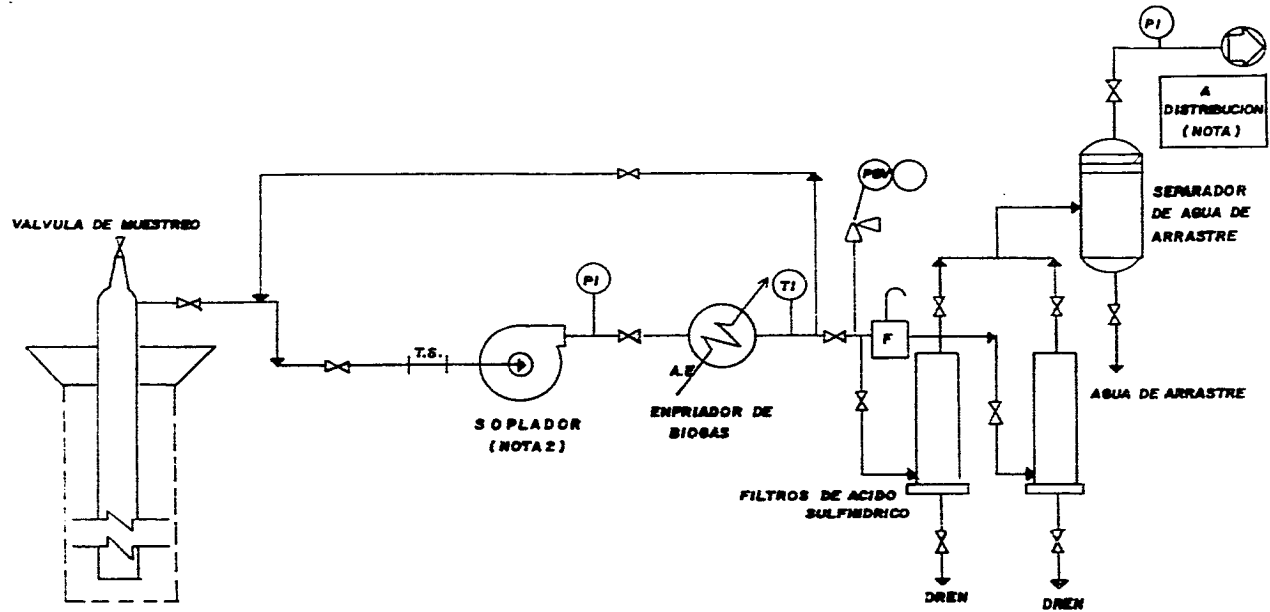 PI
A
DISTRIBUCION
(NOTA)
PSV
SEPARADOR
DE AGUA DE
ARRASTRE
VALVULA DE MUESTREO
PI
TI
F
T.S.
A.E
SOPLADOR
(NOTA 2)
ENFRIADOR DE
BIOGAS
AGUA DE ARRASTRE
FILTROS DE ACIDO
SULFHIDRICO
DREN
DREN